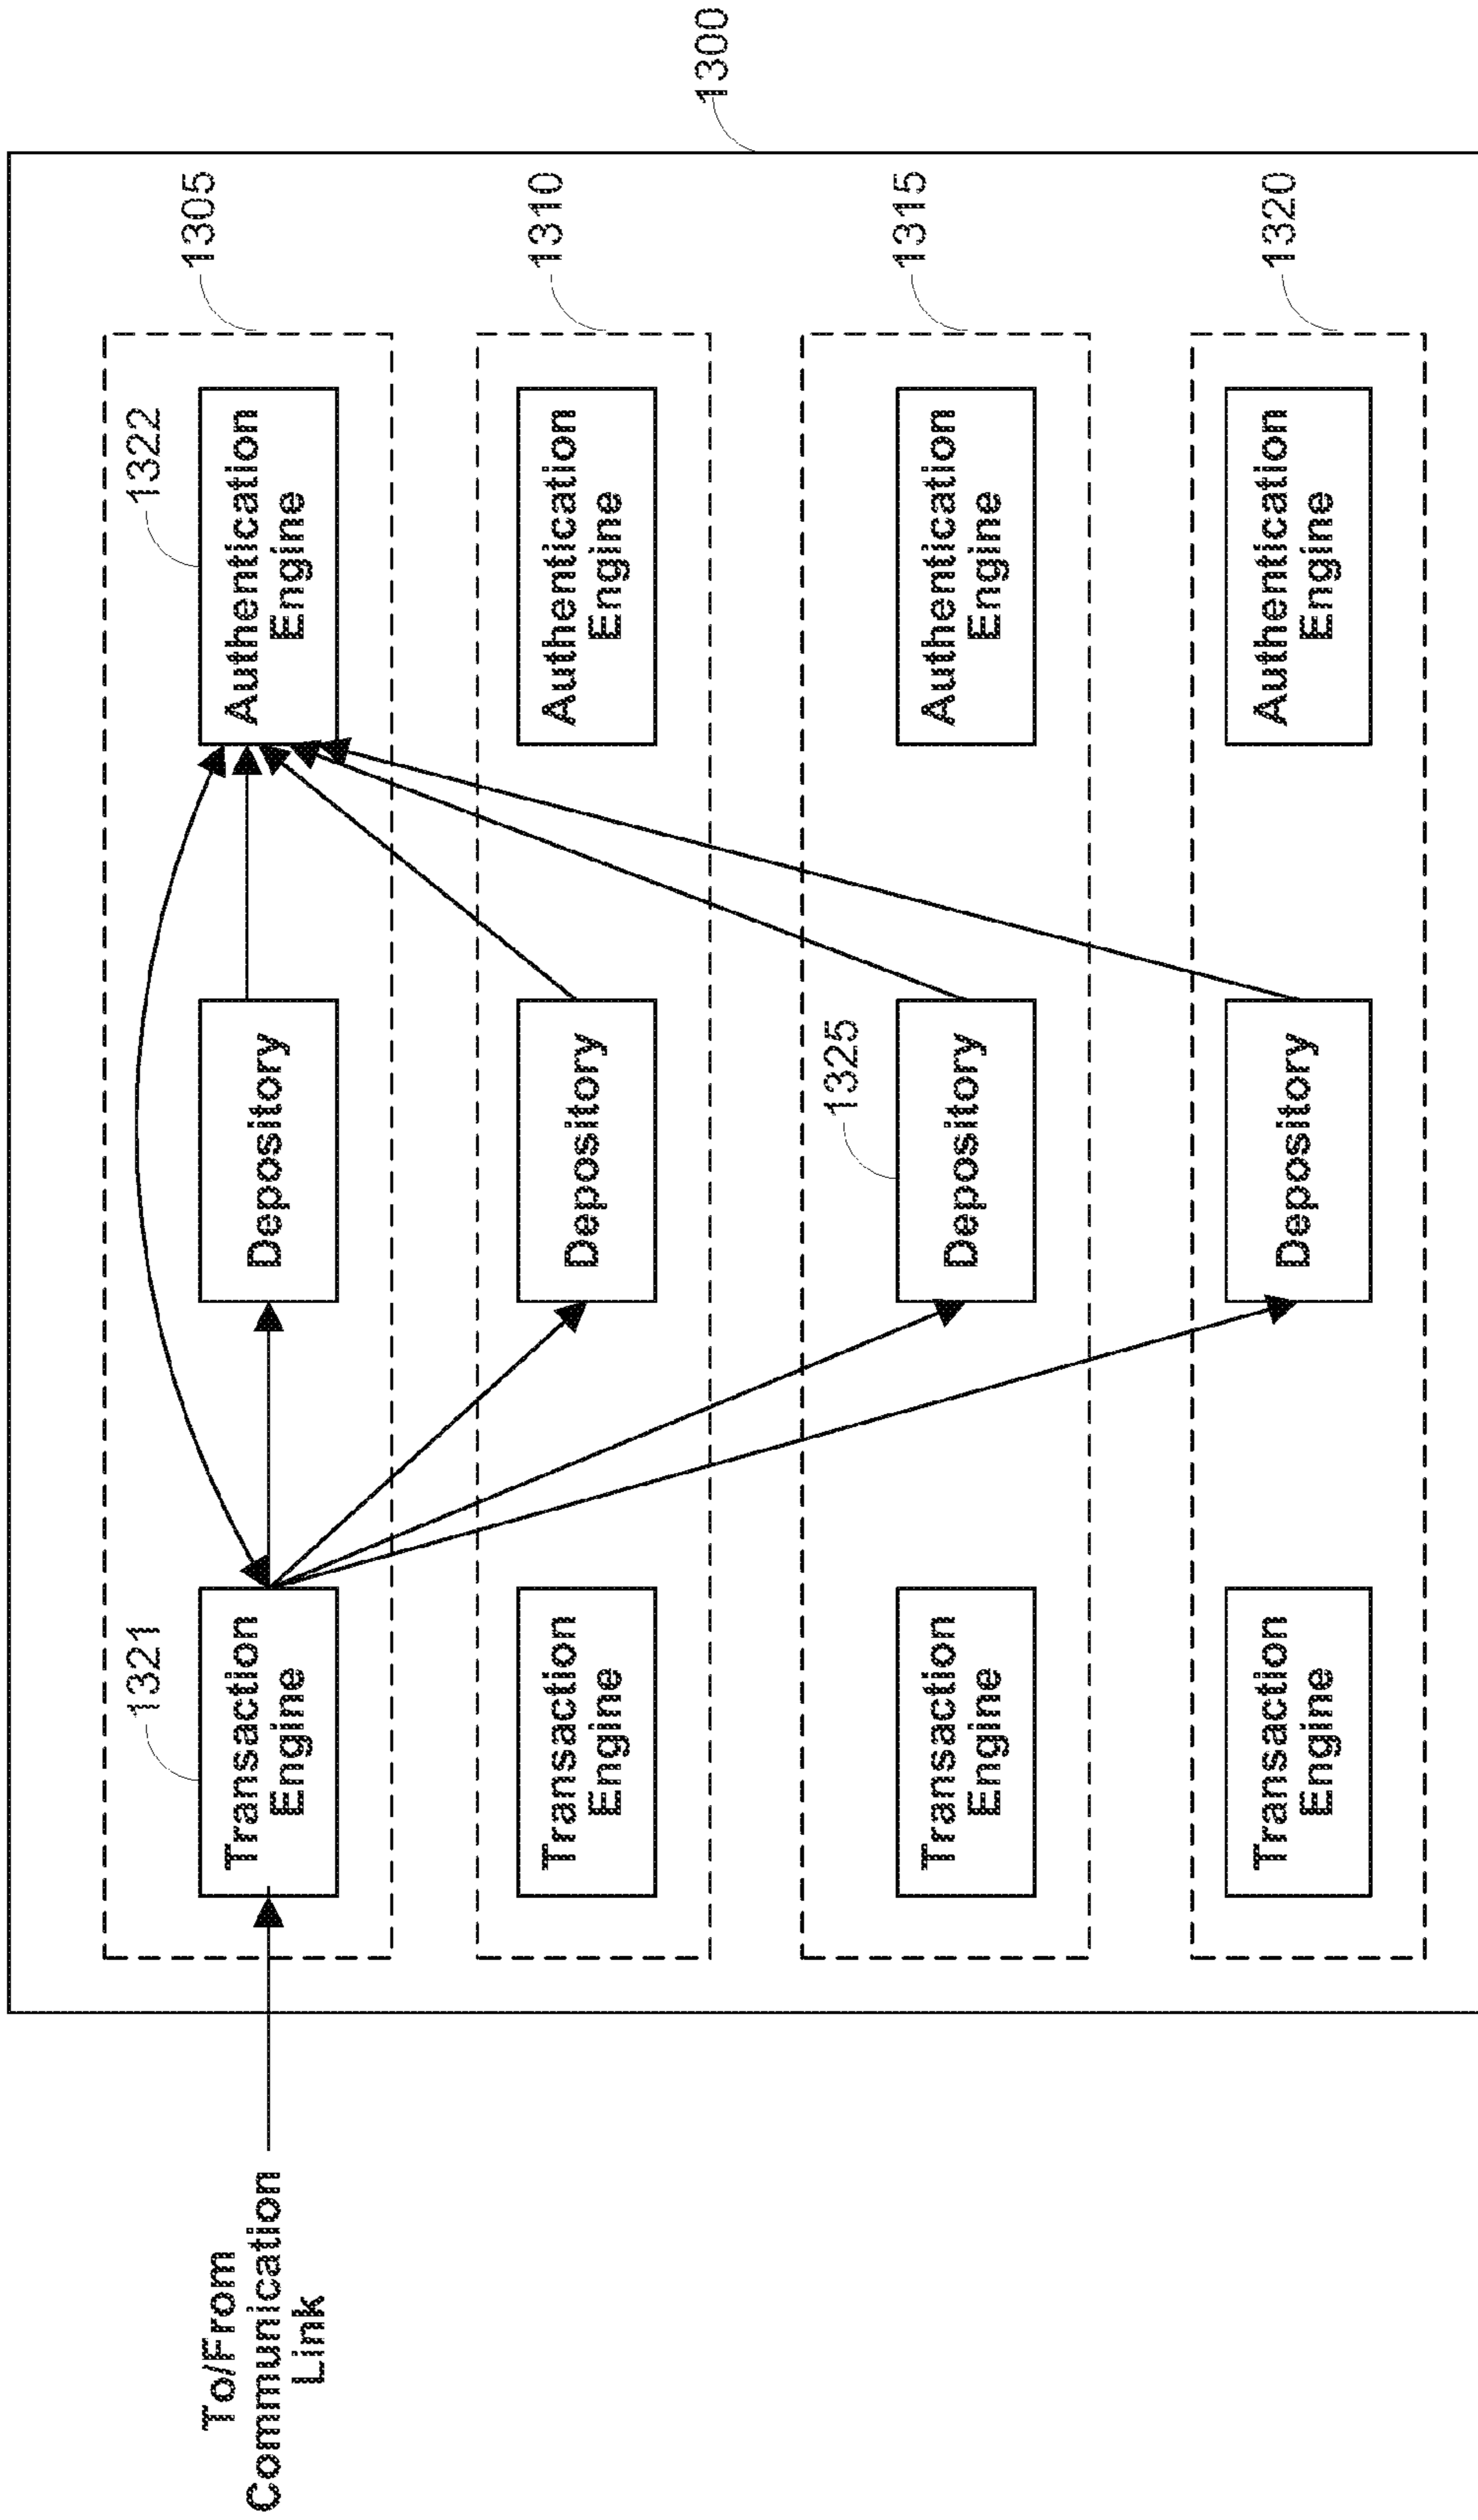 To/From
Communication
Link
1300
1305
1321
Transaction
Engine
Depository
1322
Authentication
Engine
1310
Transaction
Engine
Depository
Authentication
Engine
1315
Transaction
Engine
1325
Depository
Authentication
Engine
1320
Transaction
Engine
Depository
Authentication
Engine